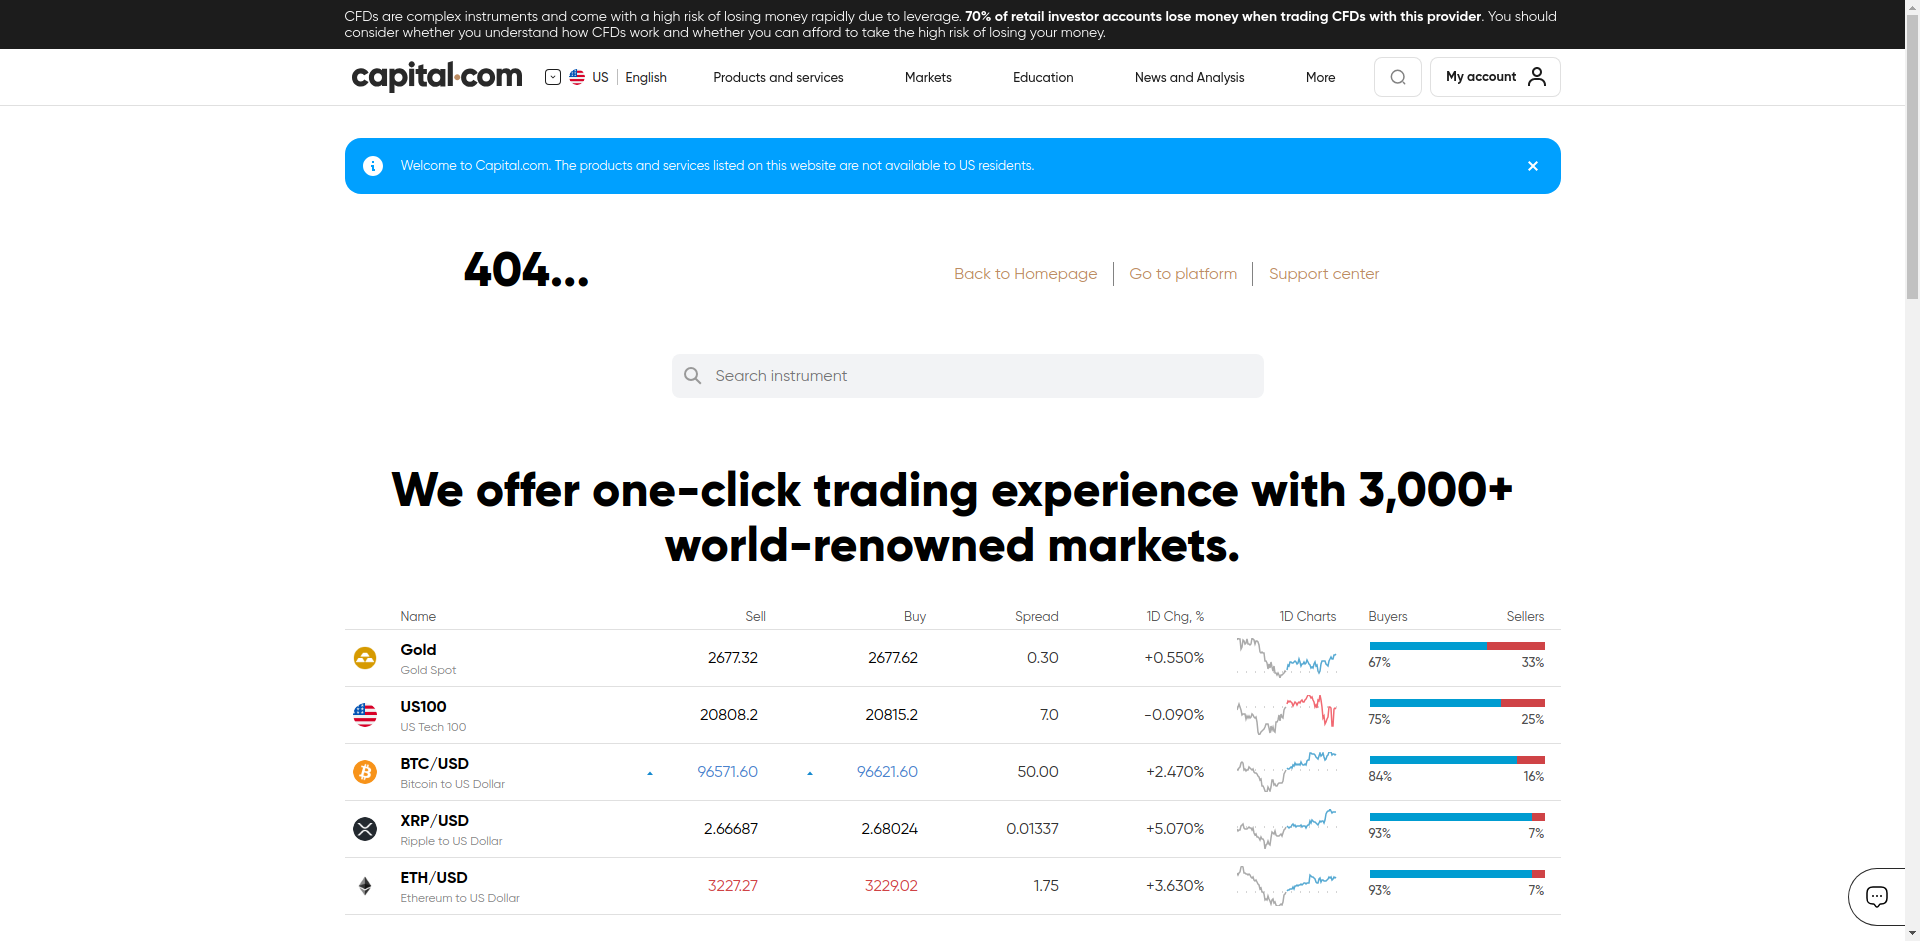 CFDs are complex instruments and come with a high risk of losing money rapidly due to leverage. 70% of retail investor accounts lose money when trading CFDs with this provider. You should
consider whether you understand how CFDs work and whether you can afford to take the high risk of losing your money.
capital.com US English Products and services Markets Education News and Analysis More My account
Welcome to Capital.com. The products and services listed on this website are not available to US residents.
404...
Back to Homepage Go to platform Support center
Search instrument
We offer one-click trading experience with 3,000+
world-renowned markets.
Name Sell Buy Spread 1D Chg, % 1D Charts Buyers Sellers
Gold
Gold Spot
2677.32 2677.62 0.30 +0.550% 67% 33%
US100
US Tech 100
20808.2 20815.2 7.0 -0.090% 75% 25%
BTC/USD
Bitcoin to US Dollar
96571.60 96621.60 50.00 +2.470% 84% 16%
XRP/USD
Ripple to US Dollar
2.66687 2.68024 0.01337 +5.070% 93% 7%
ETH/USD
Ethereum to US Dollar
3227.27 3229.02 1.75 +3.630% 93% 7%